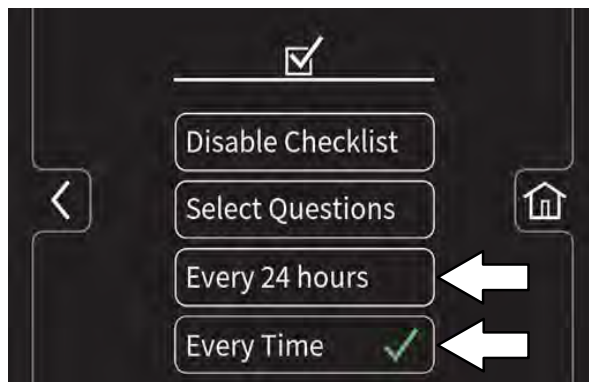 Disable Checklist
Select Questions
Every 24 hours
Every Time